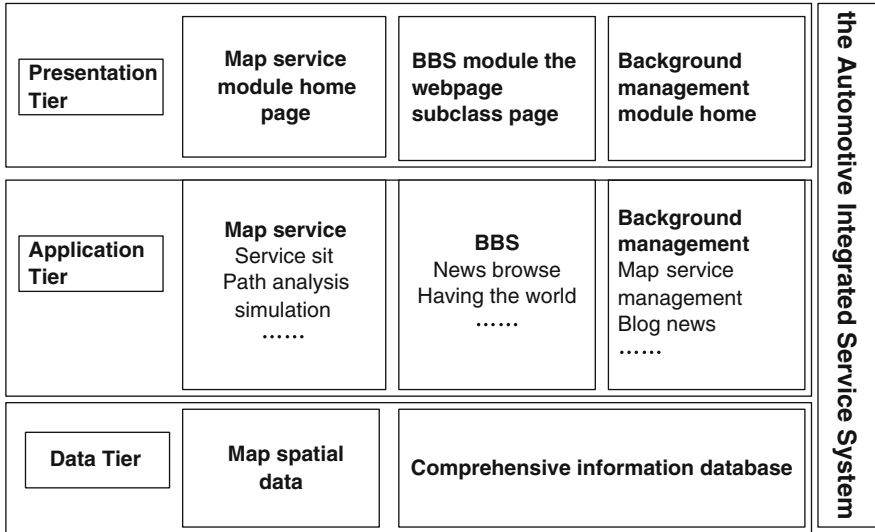 Presentation
Tier
Map service
module home
page
BBS module the
webpage
subclass page
Background
management
module home
Application
Tier
Map service
Service sit
Path analysis
simulation
……
BBS
News browse
Having the world
……
Background
management
Map service
management
Blog news
……
Data Tier
Map spatial
data
Comprehensive information database
the Automotive Integrated Service System